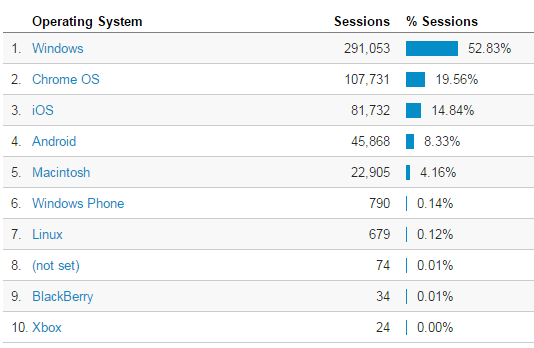 Operating System Sessions % Sessions
1. Windows 291,053 52.83%
2. Chrome OS 107,731 19.56%
3. iOS 81,732 14.84%
4. Android 45,868 8.33%
5. Macintosh 22,905 4.16%
6. Windows Phone 790 0.14%
7. Linux 679 0.12%
8. (not set) 74 0.01%
9. BlackBerry 34 0.01%
10. Xbox 24 0.00%